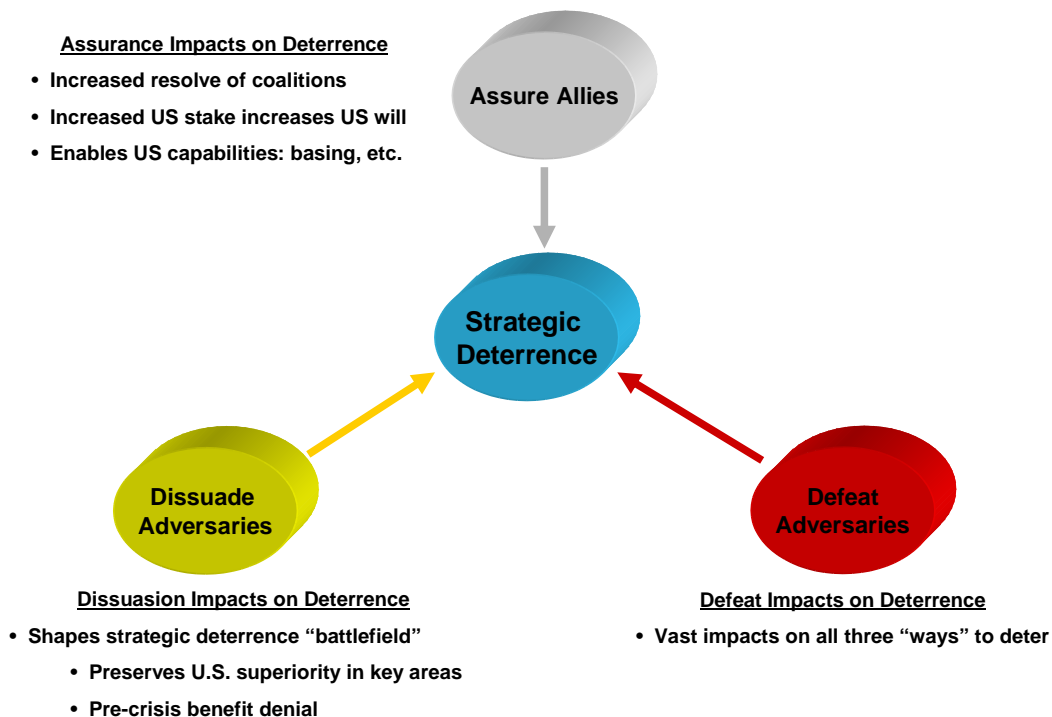 Assurance Impacts on Deterrence
• Increased resolve of coalitions
• Increased US stake increases US will
• Enables US capabilities: basing, etc.
Assure Allies
Strategic
Deterrence
Dissuade
Adversaries
Defeat
Adversaries
Dissuasion Impacts on Deterrence
• Shapes strategic deterrence “battlefield”
• Preserves U.S. superiority in key areas
• Pre-crisis benefit denial
Defeat Impacts on Deterrence
• Vast impacts on all three “ways” to deter